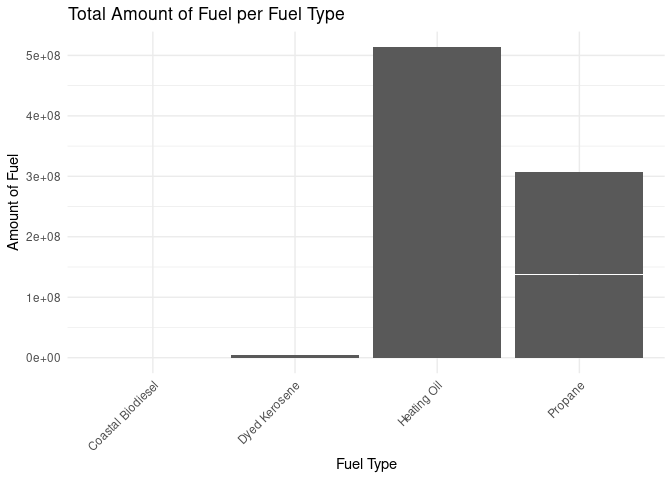 Total Amount of Fuel per Fuel Type
Amount of Fuel
5e+08
4e+08
3e+08
2e+08
1e+08
0e+00
Coastal Biodiesel
Dyed Kerosene
Heating Oil
Propane
Fuel Type